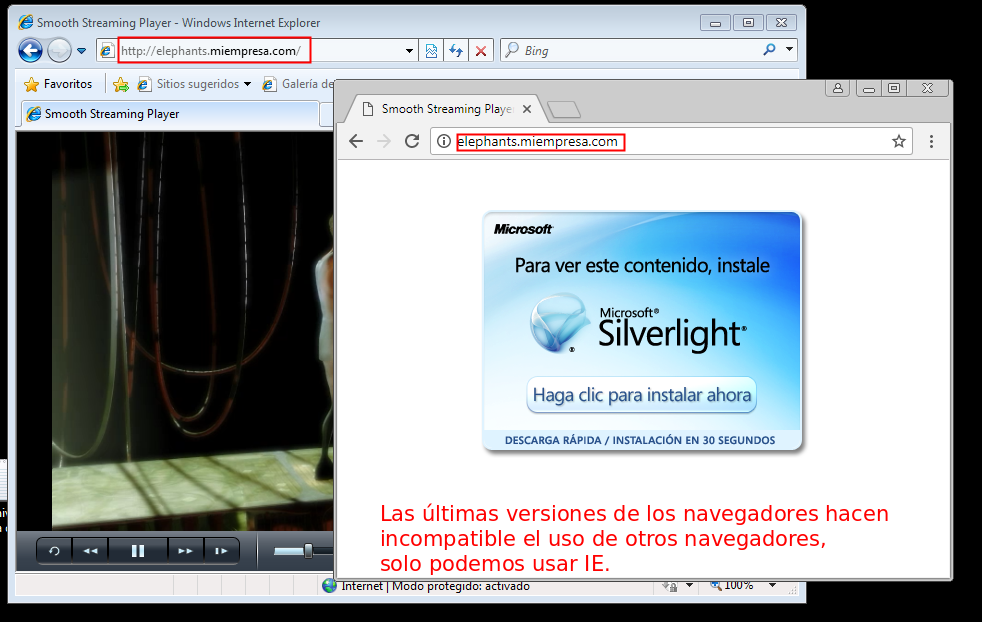 Smooth Streaming Player - Windows Internet Explorer
http://elephants.miempresa.com/
Bing
Favoritos
Sitios sugeridos
Galería de
Smooth Streaming Player
Smooth Streaming Playe
elephants.miempresa.com
Microsoft
Para ver este contenido, instale
Microsoft®
Silverlight®
Haga clic para instalar ahora
DESCARGA RÁPIDA / INSTALACIÓN EN 30 SEGUNDOS
Las últimas versiones de los navegadores hacen
incompatible el uso de otros navegadores,
solo podemos usar IE.
Internet | Modo protegido: activado
100%